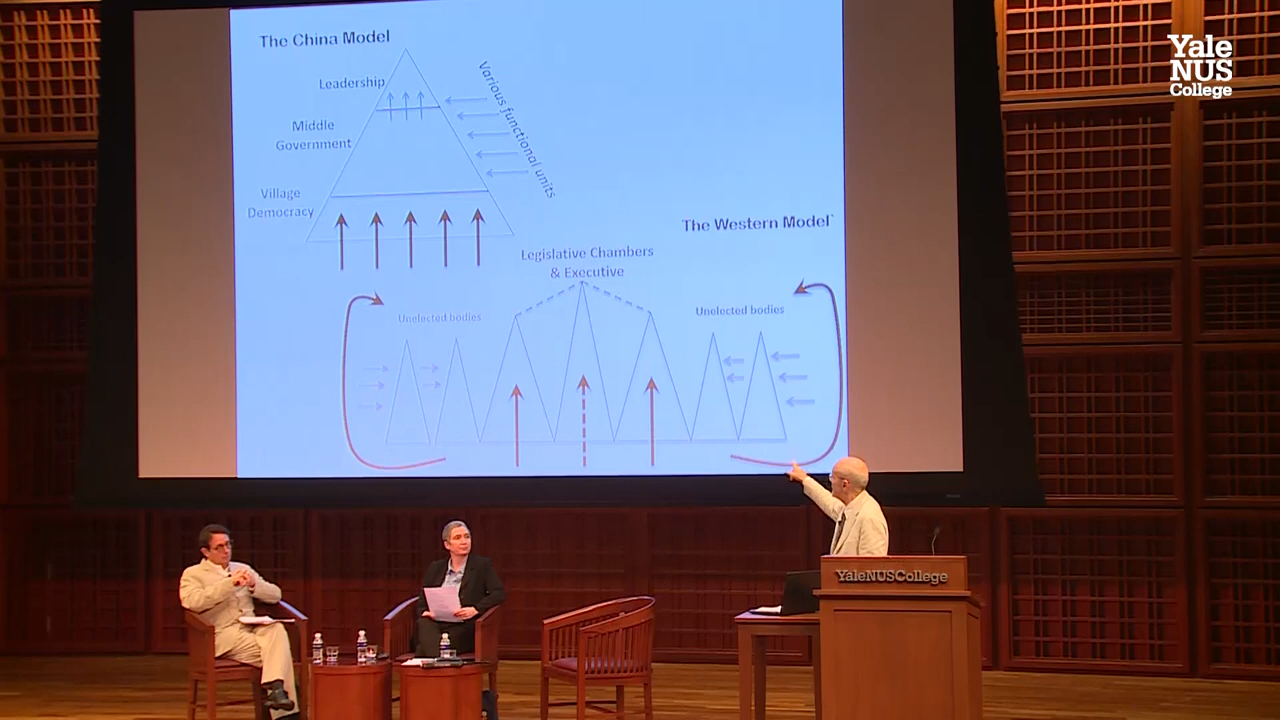 The China Model
Leadership
Middle
Government
Village
Democracy
Various functional units
The Western Model
Legislative Chambers
& Executive
Unelected bodies
Unelected bodies
YaleNUSCollege
Yale
NUS
College